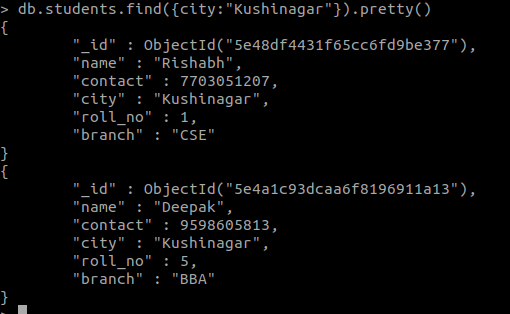 > db.students.find({city:"Kushinagar"}).pretty()
{
        "_id" : ObjectId("5e48df4431f65cc6fd9be377"),
        "name" : "Rishabh",
        "contact" : 7703051207,
        "city" : "Kushinagar",
        "roll_no" : 1,
        "branch" : "CSE"
}
{
        "_id" : ObjectId("5e4a1c93dcaa6f8196911a13"),
        "name" : "Deepak",
        "contact" : 9598605813,
        "city" : "Kushinagar",
        "roll_no" : 5,
        "branch" : "BBA"
}
>